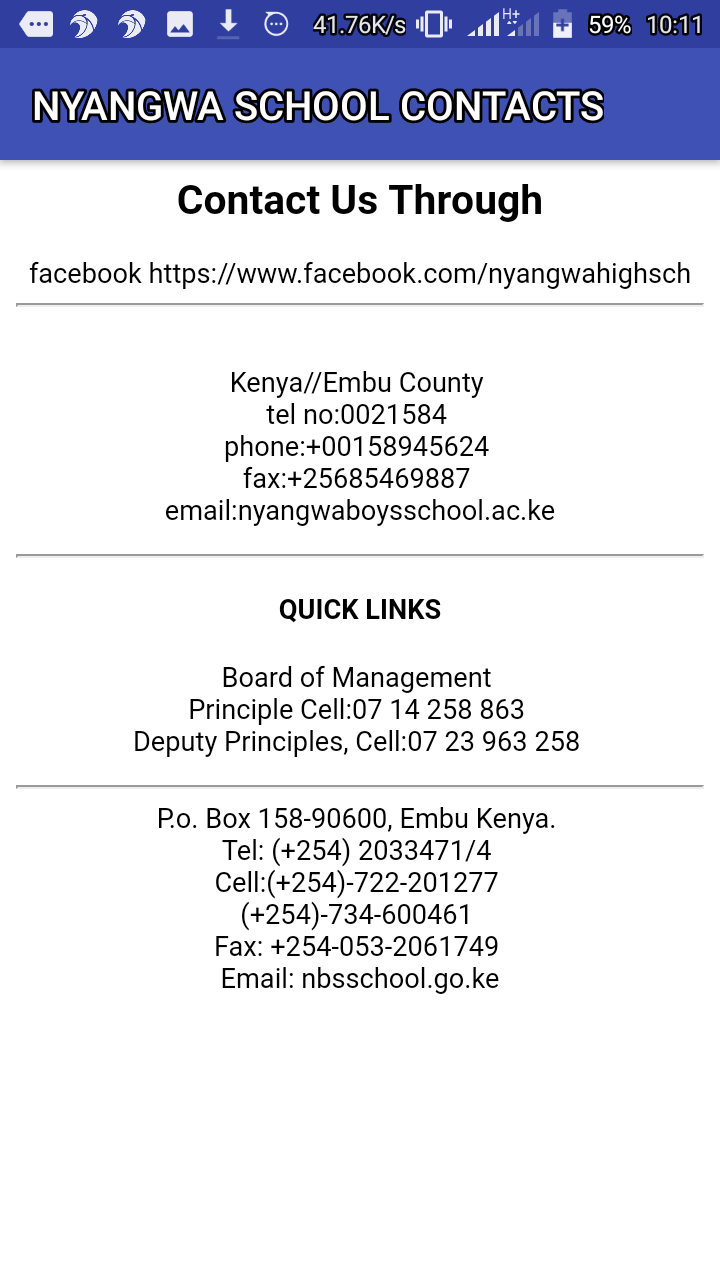 41.76K/s H+ 59% 10:11
NYANGWA SCHOOL CONTACTS
Contact Us Through
facebook https://www.facebook.com/nyangwahighsch
Kenya//Embu County
tel no:0021584
phone:+00158945624
fax:+25685469887
email:nyangwaboysschool.ac.ke
QUICK LINKS
Board of Management
Principle Cell:07 14 258 863
Deputy Principles, Cell:07 23 963 258
P.o. Box 158-90600, Embu Kenya.
Tel: (+254) 2033471/4
Cell:(+254)-722-201277
(+254)-734-600461
Fax: +254-053-2061749
Email: nbsschool.go.ke